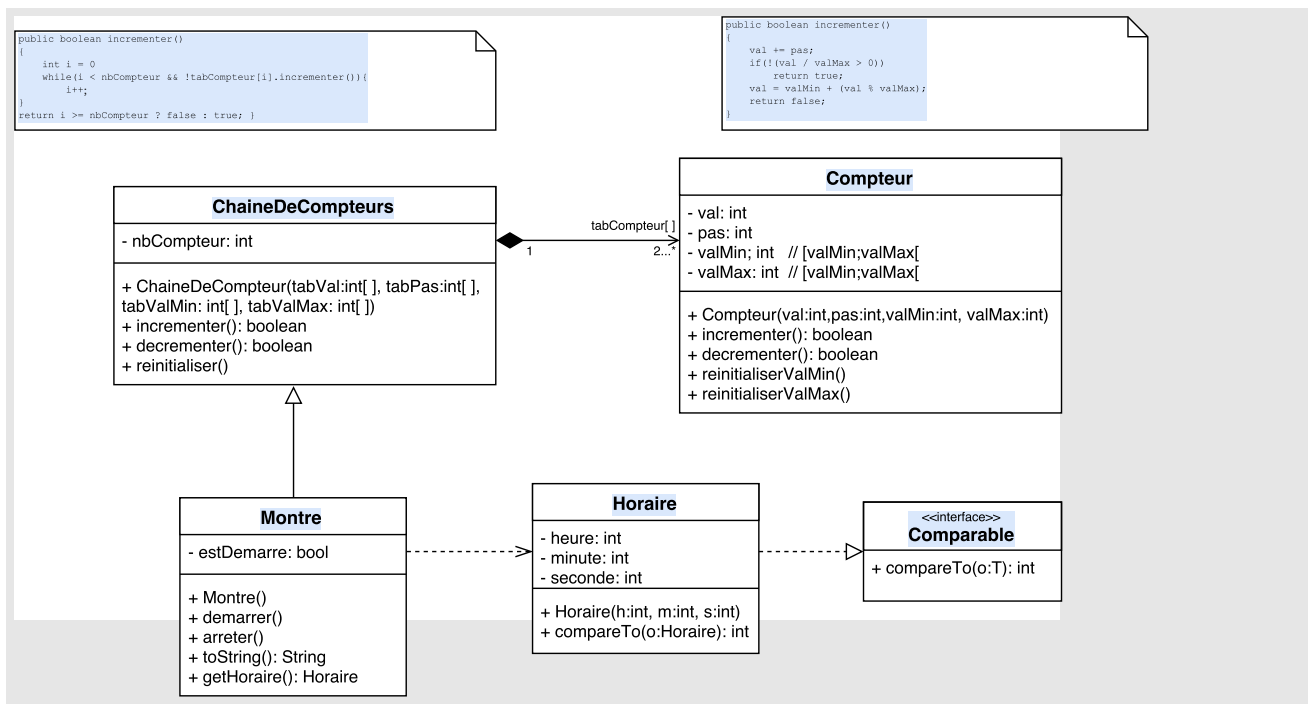 public boolean incrementer()
{
    int i = 0
    while(i < nbCompteur && !tabCompteur[i].incrementer()){
        i++;
}
return i >= nbCompteur ? false : true; }
public boolean incrementer()
{
    val += pas;
    if(!(val / valMax > 0))
        return true;
    val = valMin + (val % valMax);
    return false;
}
ChaineDeCompteurs
- nbCompteur: int
+ ChaineDeCompteur(tabVal:int[ ], tabPas:int[ ],
tabValMin: int[ ], tabValMax: int[ ])
+ incrementer(): boolean
+ decrementer(): boolean
+ reinitialiser()
1
tabCompteur[ ]
2...*
Compteur
- val: int
- pas: int
- valMin; int // [valMin;valMax[
- valMax: int // [valMin;valMax[
+ Compteur(val:int,pas:int,valMin:int, valMax:int)
+ incrementer(): boolean
+ decrementer(): boolean
+ reinitialiserValMin()
+ reinitialiserValMax()
Montre
- estDemarre: bool
+ Montre()
+ demarrer()
+ arreter()
+ toString(): String
+ getHoraire(): Horaire
Horaire
- heure: int
- minute: int
- seconde: int
+ Horaire(h:int, m:int, s:int)
+ compareTo(o:Horaire): int
<<interface>>
Comparable
+ compareTo(o:T): int